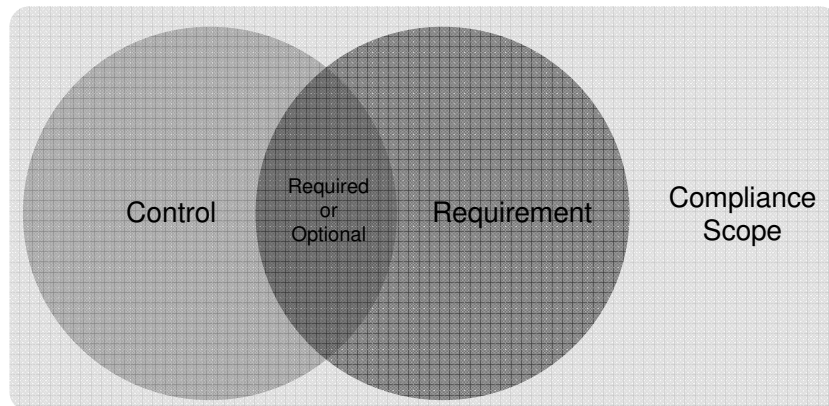 Control
Required
or
Optional
Requirement
Compliance
Scope